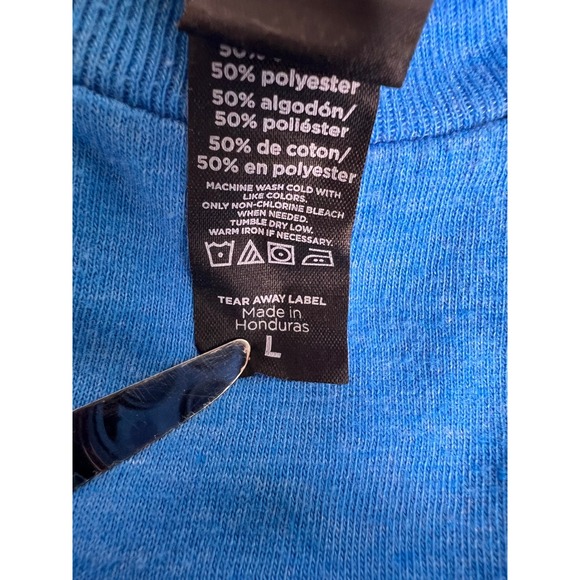 50%
50% polyester
50% algodón/
50% poliéster
50% de coton/
50% en polyester
MACHINE WASH COLD WITH
LIKE COLORS.
ONLY NON-CHLORINE BLEACH
WHEN NEEDED.
TUMBLE DRY LOW.
WARM IRON IF NECESSARY.
TEAR AWAY LABEL
Made in
Honduras
L